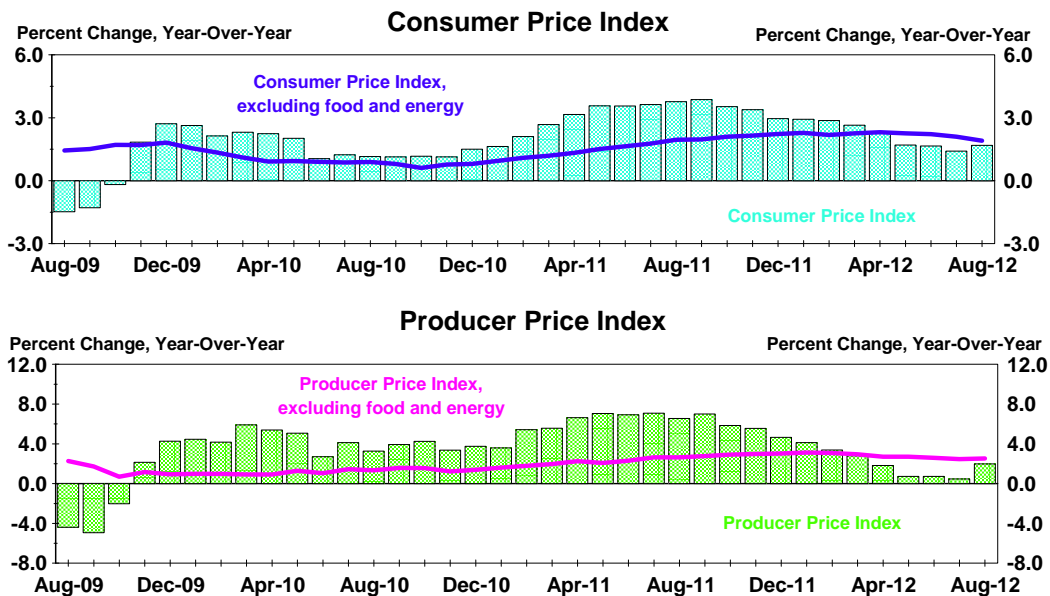 Consumer Price Index
Percent Change, Year-Over-Year
Percent Change, Year-Over-Year
6.0
6.0
Consumer Price Index,
excluding food and energy
3.0
3.0
0.0
0.0
Consumer Price Index
-3.0
-3.0
Aug-09 Dec-09 Apr-10 Aug-10 Dec-10 Apr-11 Aug-11 Dec-11 Apr-12 Aug-12
Producer Price Index
Percent Change, Year-Over-Year
Percent Change, Year-Over-Year
12.0
12.0
Producer Price Index,
excluding food and energy
8.0
8.0
4.0
4.0
0.0
0.0
Producer Price Index
-4.0
-4.0
-8.0
-8.0
Aug-09 Dec-09 Apr-10 Aug-10 Dec-10 Apr-11 Aug-11 Dec-11 Apr-12 Aug-12